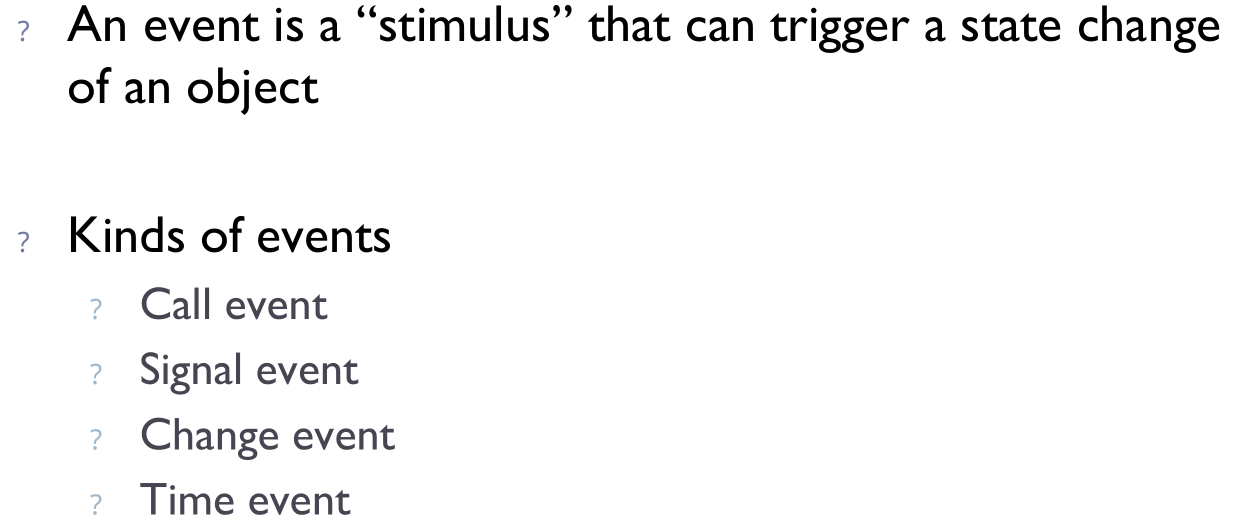 ? An event is a “stimulus” that can trigger a state change
of an object
? Kinds of events
? Call event
? Signal event
? Change event
? Time event